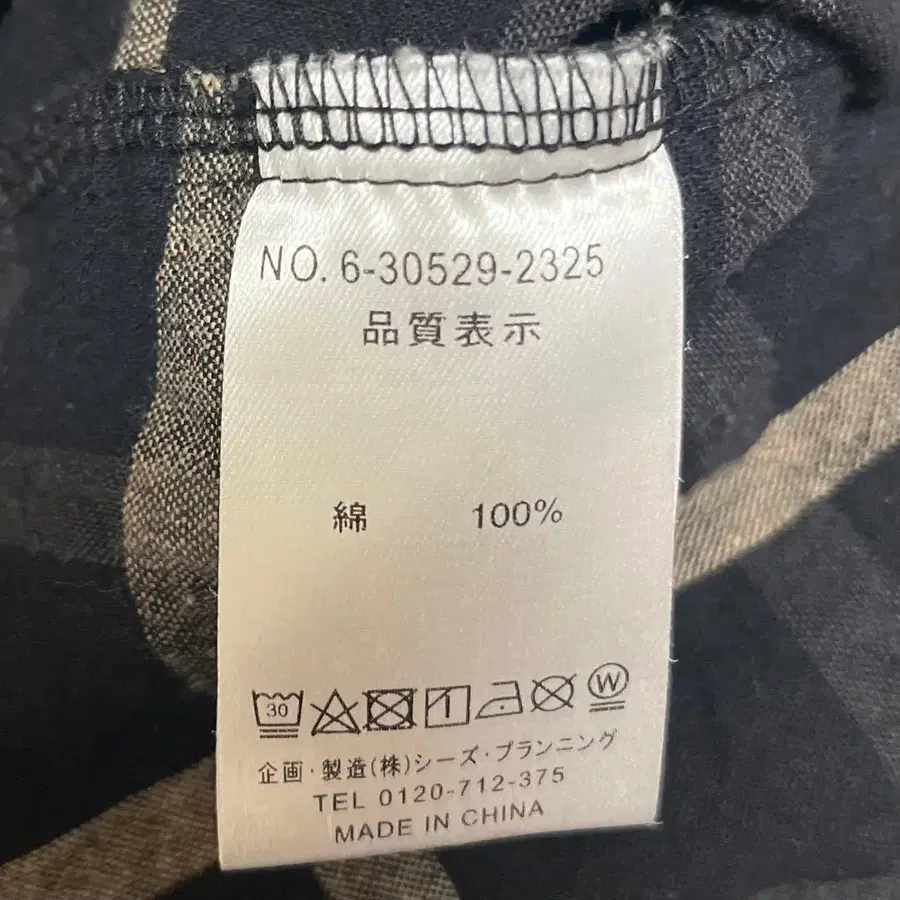 NO. 6-30529-2325
品質表示
綿 100%
30 W
企画・製造(株)シーズ・プランニング
TEL 0120-712-375
MADE IN CHINA